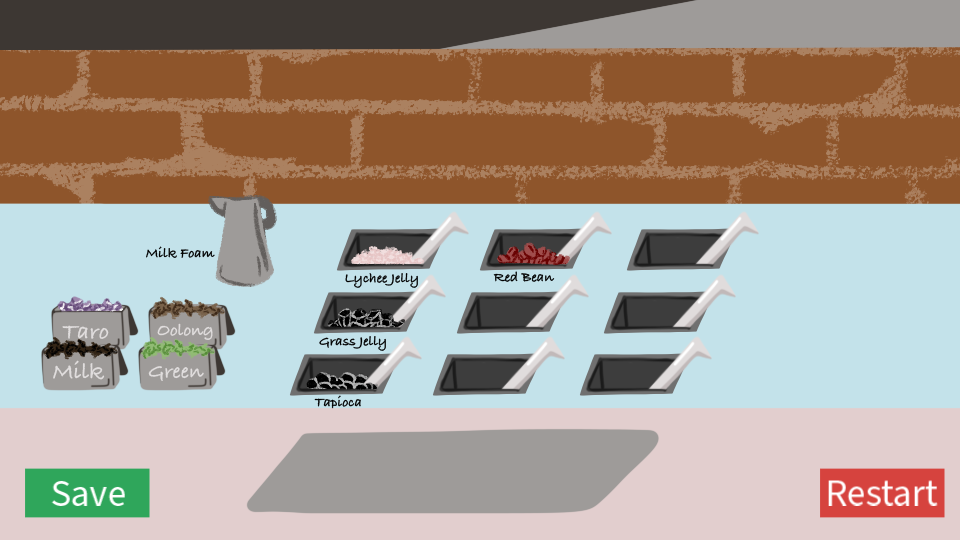 Milk Foam
Lychee Jelly
Red Bean
Taro
Oolong
Grass Jelly
Milk
Green
Tapioca
Save
Restart